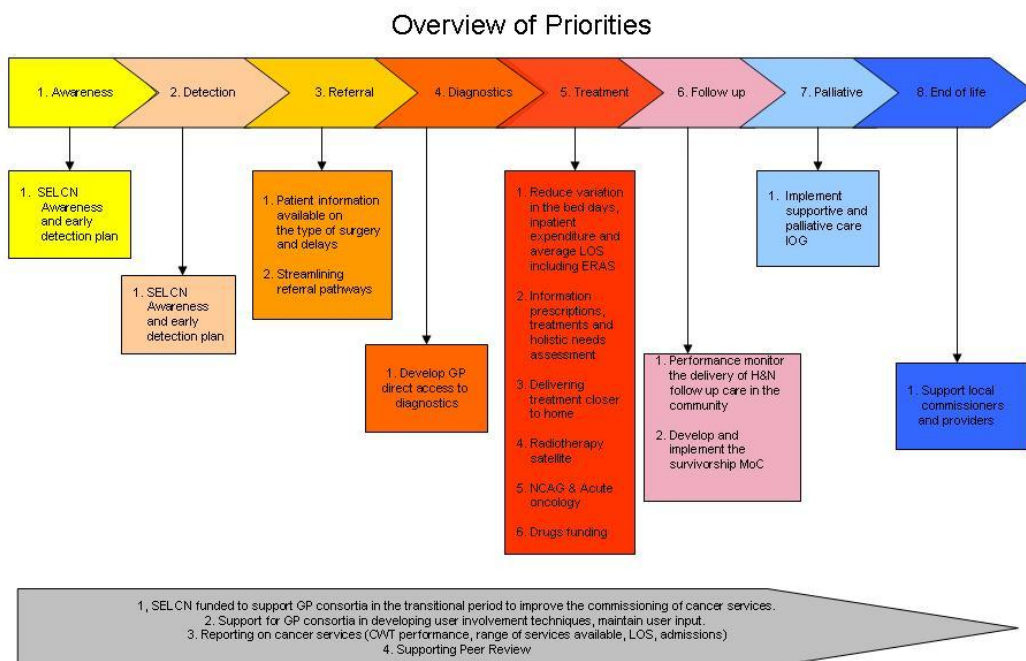 Overview of Priorities
1. Awareness
2. Detection
3. Referral
4. Diagnostics
5. Treatment
6. Follow up
7. Palliative
8. End of life
1. SELCN
Awareness
and early
detection plan
1. SELCN
Awareness
and early
detection plan
1. Patient information
available on
the type of surgery
and delays
2. Streamlining
referral pathways
1. Develop GP
direct access to
diagnostics
1. Reduce variation
in the bed days,
inpatient
expenditure and
average LOS
including ERAS
2. Information
prescriptions,
treatments and
holistic needs
assessment
3. Delivering
treatment closer
to home
4. Radiotherapy
satellite
5. NCAG & Acute
oncology
6. Drugs funding
1. Performance monitor
the delivery of H&N
follow up care in the
community
2. Develop and
implement the
survivorship MoC
1. Implement
supportive and
palliative care
IOG
1. Support local
commissioners
and providers
1, SELCN funded to support GP consortia in the transitional period to improve the commissioning of cancer services.
2. Support for GP consortia in developing user involvement techniques, maintain user input.
3. Reporting on cancer services (CWT performance, range of services available, LOS, admissions)
4. Supporting Peer Review